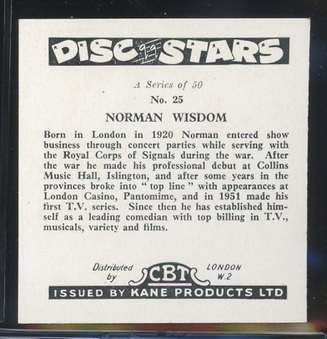 DISC STARS
A Series of 50
No. 25
NORMAN WISDOM
Born in London in 1920 Norman entered show
business through concert parties while serving with
the Royal Corps of Signals during the war. After
the war he made his professional debut at Collins
Music Hall, Islington, and after some years in the
provinces broke into "top line" with appearances at
London Casino, Pantomime, and in 1951 made his
first T.V. series. Since then he has established him-
self as a leading comedian with top billing in T.V.,
musicals, variety and films.
Distributed by CBT LONDON W.2
ISSUED BY KANE PRODUCTS LTD